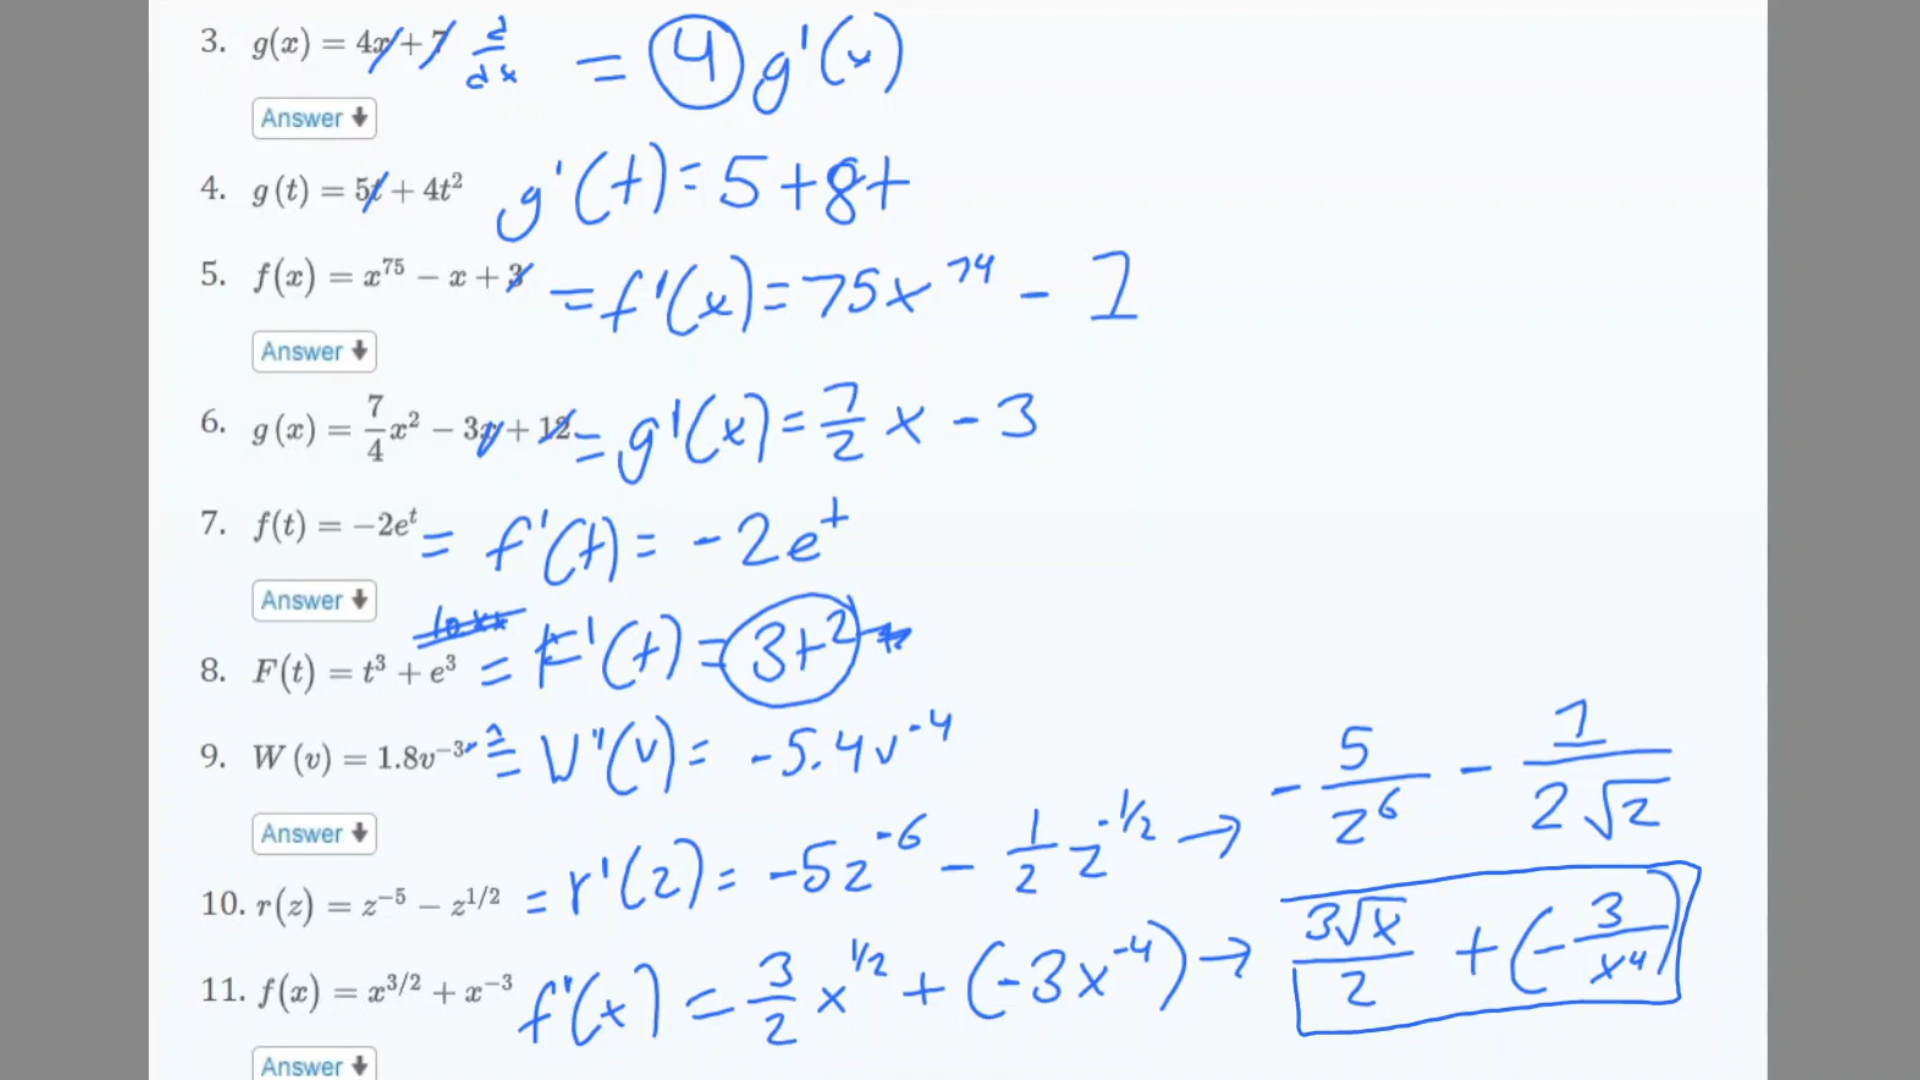 3. g(x) = 4x + 7 d/dx = 4 g'(x)
Answer
4. g(t) = 5t + 4t² g'(t) = 5 + 8t
5. f(x) = x⁷⁵ − x + 3 = f'(x) = 75x⁷⁴ − 1
Answer
6. g(x) = 7/4 x² − 3x + 12 = g'(x) = 7/2 x − 3
7. f(t) = −2eᵗ = f'(t) = −2eᵗ
Answer
8. F(t) = t³ + e³ = F'(t) = 3t²
9. W(v) = 1.8v⁻³ = W'(v) = −5.4v⁻⁴
Answer
10. r(z) = z⁻⁵ − z^(1/2) = r'(z) = −5z⁻⁶ − 1/2 z^(−1/2) → − 5/z⁶ − 1/(2√z)
11. f(x) = x^(3/2) + x⁻³ f'(x) = 3/2 x^(1/2) + (−3x⁻⁴) → 3√x/2 + (− 3/x⁴)
Answer